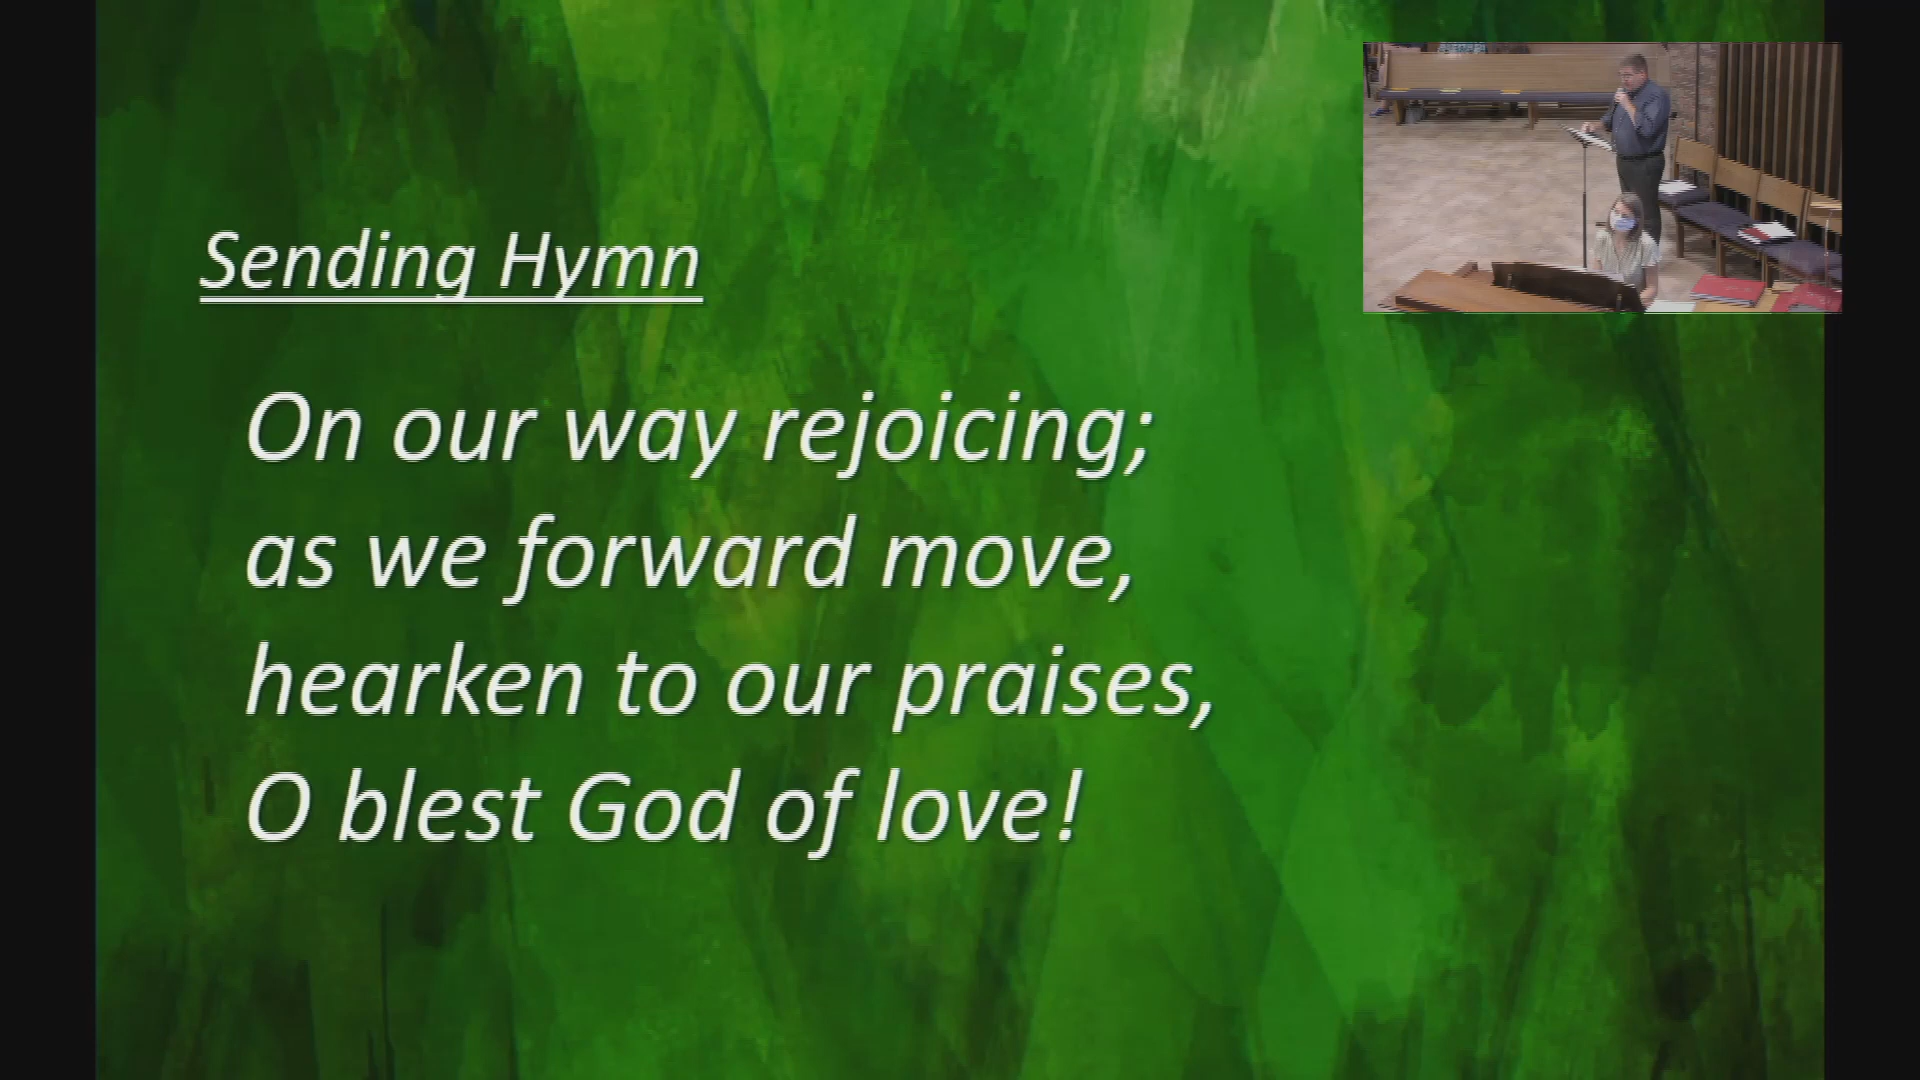 Sending Hymn
On our way rejoicing;
as we forward move,
hearken to our praises,
O blest God of love!